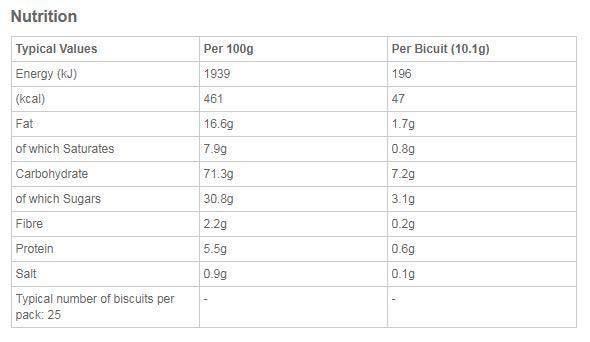 Nutrition
Typical Values Per 100g Per Bicuit (10.1g)
Energy (kJ) 1939 196
(kcal) 461 47
Fat 16.6g 1.7g
of which Saturates 7.9g 0.8g
Carbohydrate 71.3g 7.2g
of which Sugars 30.8g 3.1g
Fibre 2.2g 0.2g
Protein 5.5g 0.6g
Salt 0.9g 0.1g
Typical number of biscuits per - -
pack: 25